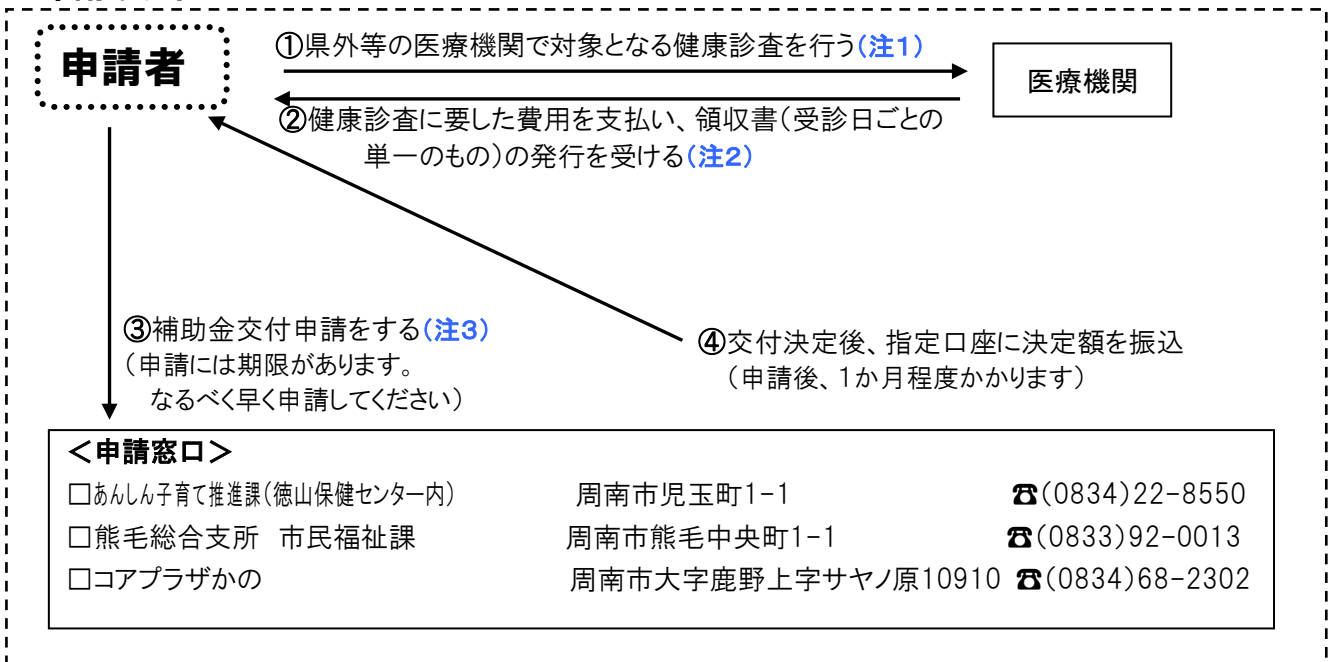 申請者
①県外等の医療機関で対象となる健康診査を行う(注1)
医療機関
②健康診査に要した費用を支払い、領収書(受診日ごとの
単一のもの)の発行を受ける(注2)
③補助金交付申請をする(注3)
(申請には期限があります。
なるべく早く申請してください)
④交付決定後、指定口座に決定額を振込
(申請後、1か月程度かかります)
<申請窓口>
□あんしん子育て推進課(徳山保健センター内) 周南市児玉町1-1 ☎(0834)22-8550
□熊毛総合支所 市民福祉課 周南市熊毛中央町1-1 ☎(0833)92-0013
□コアプラザかの 周南市大字鹿野上字サヤノ原10910 ☎(0834)68-2302